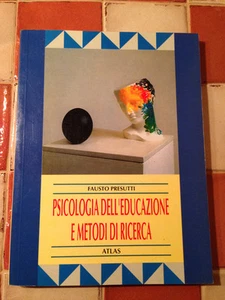 FAUSTO PRESUTTI
PSICOLOGIA DELL'EDUCAZIONE
E METODI DI RICERCA
ATLAS